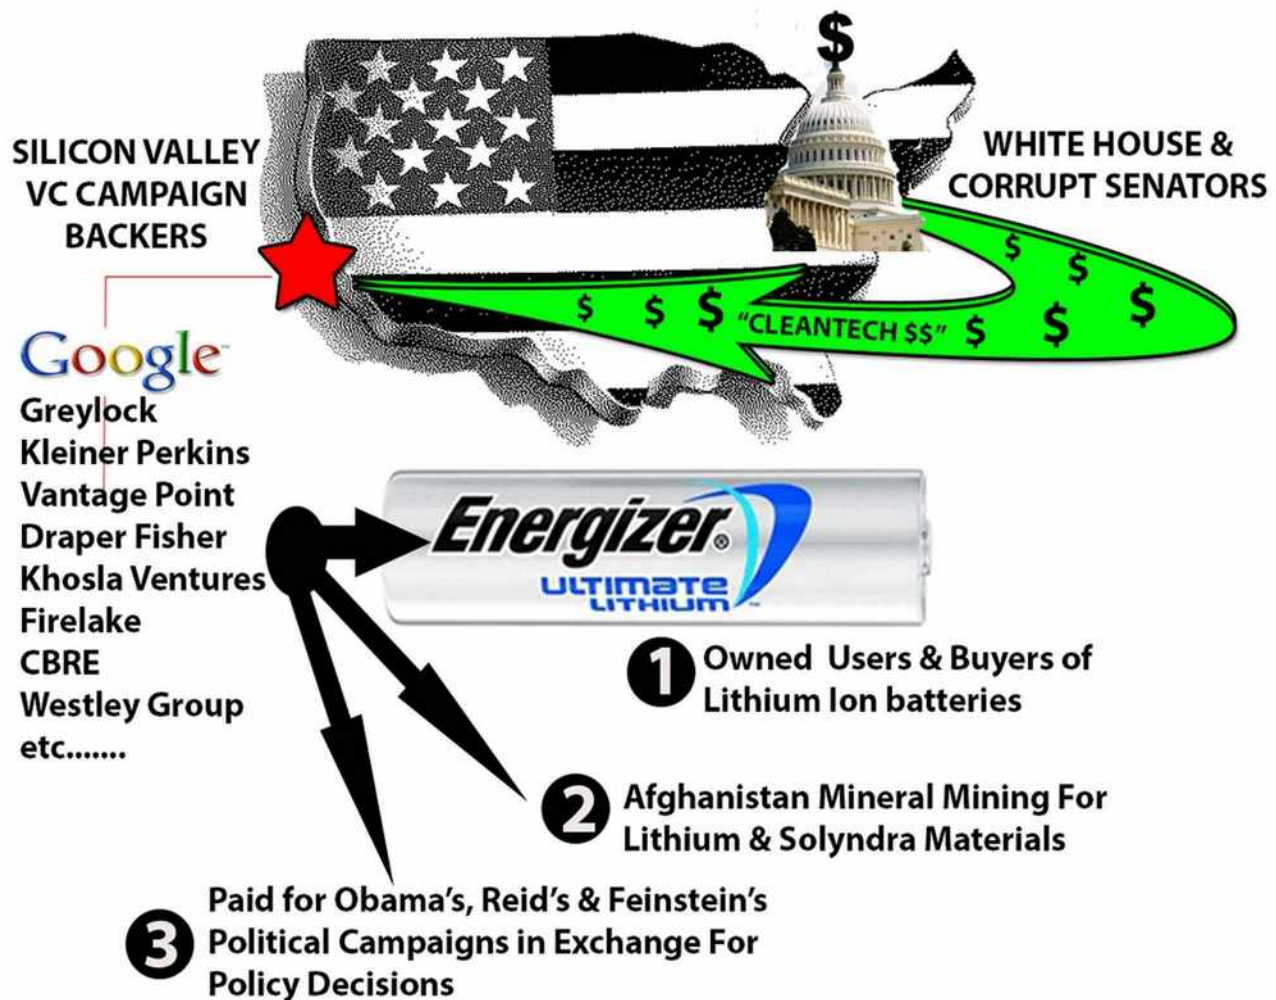 $
SILICON VALLEY
VC CAMPAIGN
BACKERS
WHITE HOUSE &
CORRUPT SENATORS
$ $ $ "CLEANTECH $$" $ $ $ $ $
Google
Greylock
Kleiner Perkins
Vantage Point
Draper Fisher
Khosla Ventures
Firelake
CBRE
Westley Group
etc.......
Energizer®
ULTIMATE
LITHIUM™
1 Owned Users & Buyers of
Lithium Ion batteries
2 Afghanistan Mineral Mining For
Lithium & Solyndra Materials
3 Paid for Obama's, Reid's & Feinstein's
Political Campaigns in Exchange For
Policy Decisions